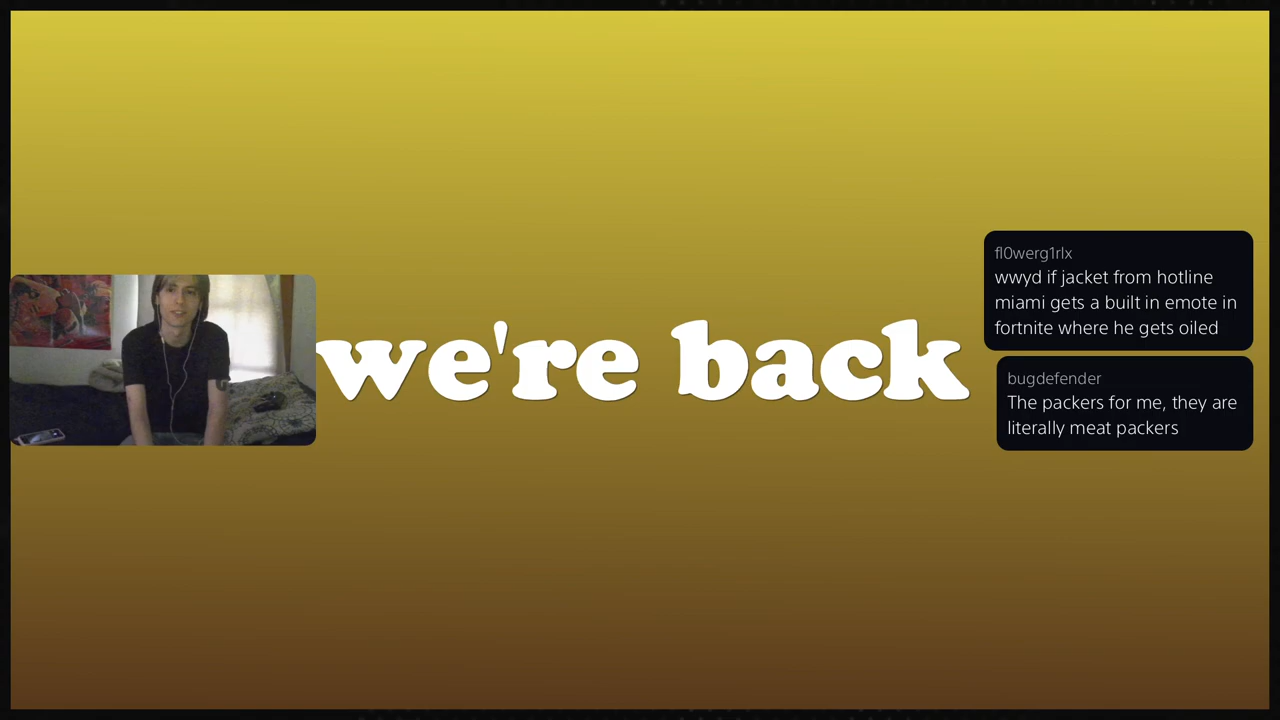 we're back
fl0werg1rlx
wwyd if jacket from hotline
miami gets a built in emote in
fortnite where he gets oiled
bugdefender
The packers for me, they are
literally meat packers